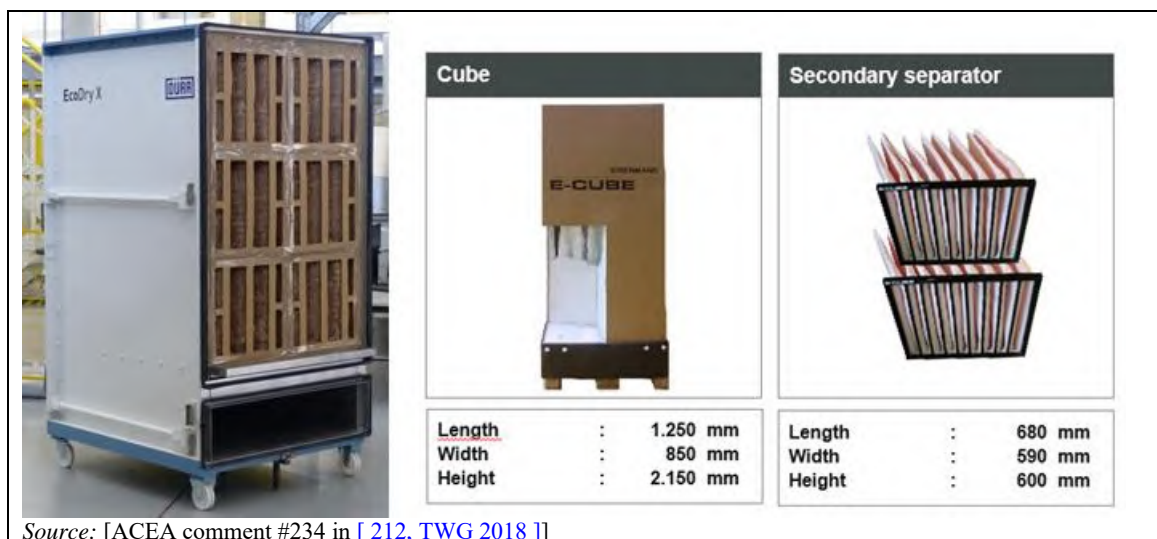 EcoDry X
DÜRR
Cube
E-CUBE
Length : 1.250 mm
Width : 850 mm
Height : 2.150 mm
Secondary separator
Length : 680 mm
Width : 590 mm
Height : 600 mm
Source: [ACEA comment #234 in [ 212, TWG 2018 ]]